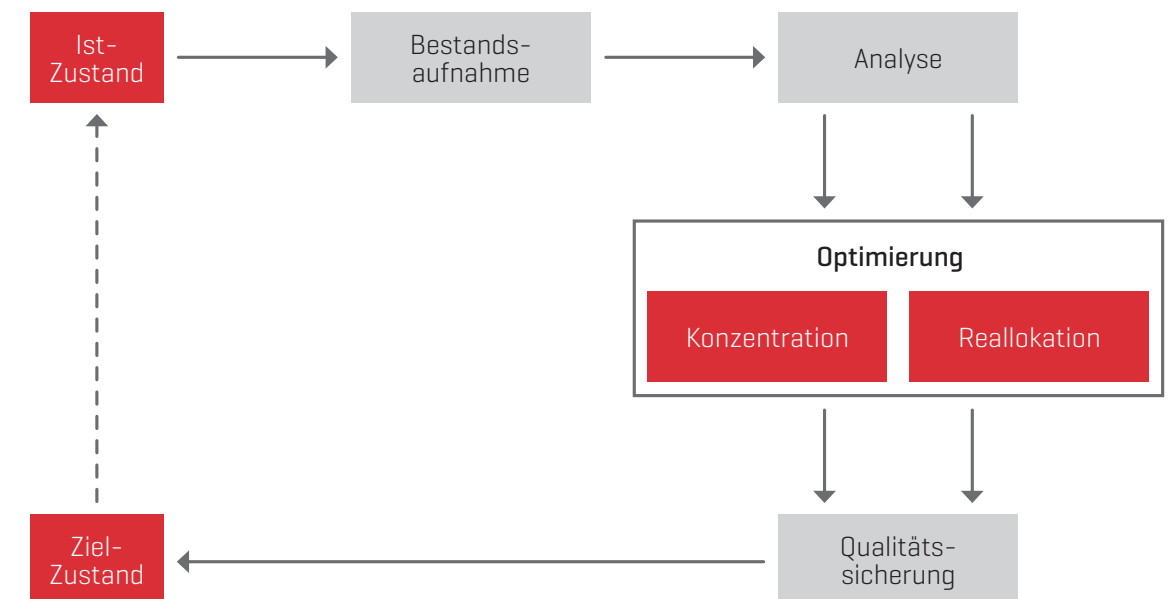 Ist-
Zustand
Bestands-
aufnahme
Analyse
Optimierung
Konzentration
Reallokation
Qualitäts-
sicherung
Ziel-
Zustand